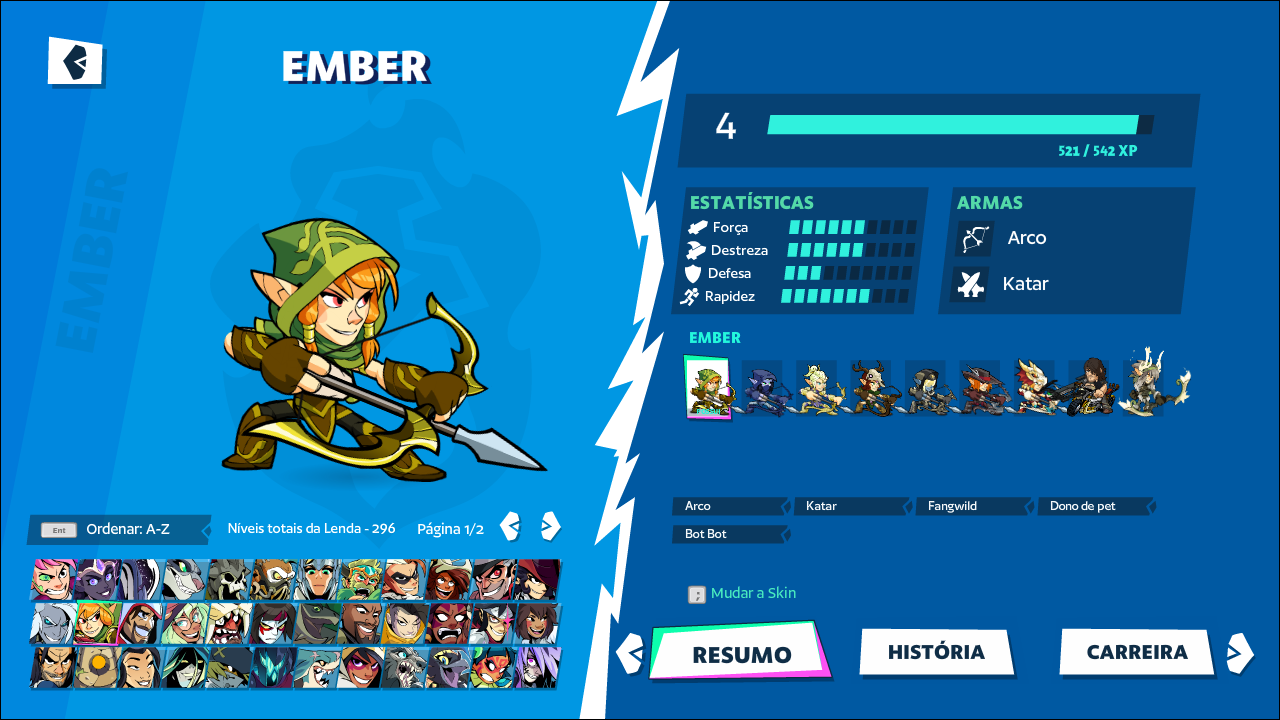 EMBER
EMBER
4
521 / 542 XP
ESTATÍSTICAS
Força
Destreza
Defesa
Rapidez
ARMAS
Arco
Katar
EMBER
Ent
Ordenar: A-Z
Níveis totais da Lenda - 296
Página 1/2
Arco
Katar
Fangwild
Dono de pet
Bot Bot
; Mudar a Skin
RESUMO
HISTÓRIA
CARREIRA